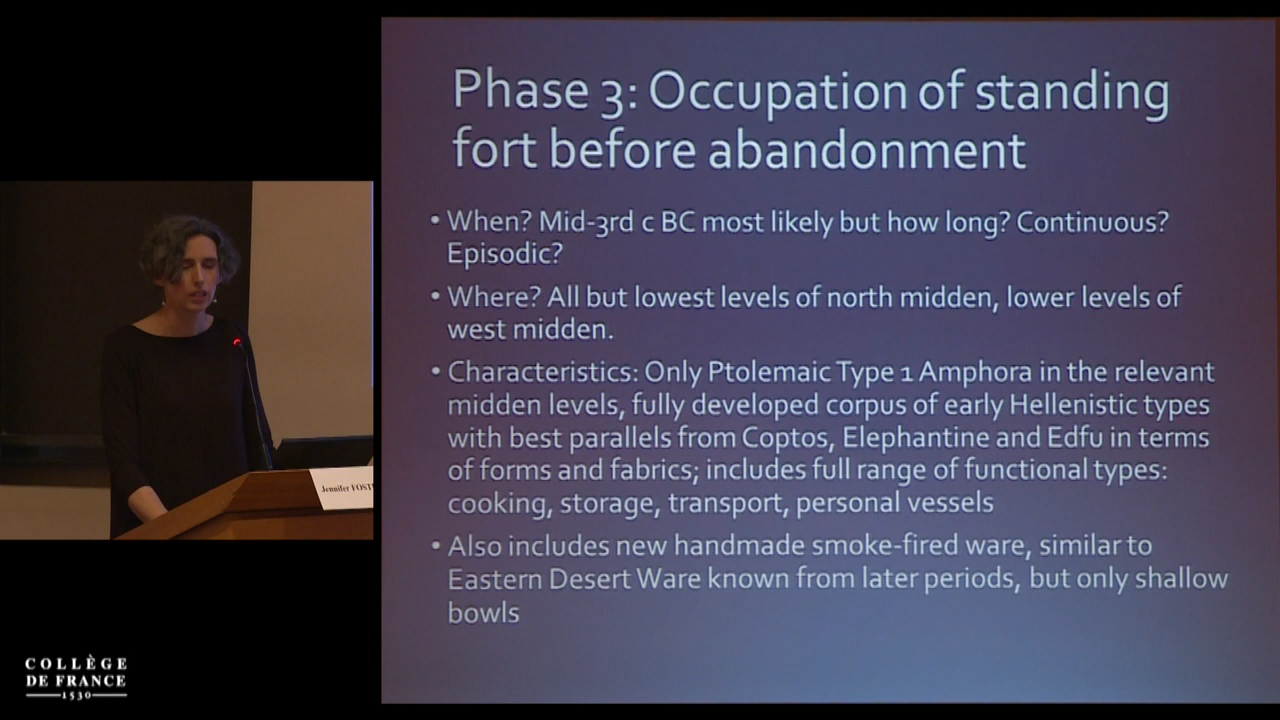 Phase 3: Occupation of standing
fort before abandonment
• When? Mid-3rd c BC most likely but how long? Continuous?
Episodic?
• Where? All but lowest levels of north midden, lower levels of
west midden.
• Characteristics: Only Ptolemaic Type 1 Amphora in the relevant
midden levels, fully developed corpus of early Hellenistic types
with best parallels from Coptos, Elephantine and Edfu in terms
of forms and fabrics; includes full range of functional types:
cooking, storage, transport, personal vessels
• Also includes new handmade smoke-fired ware, similar to
Eastern Desert Ware known from later periods, but only shallow
bowls
Jennifer
COLLÈGE
DE FRANCE
1530